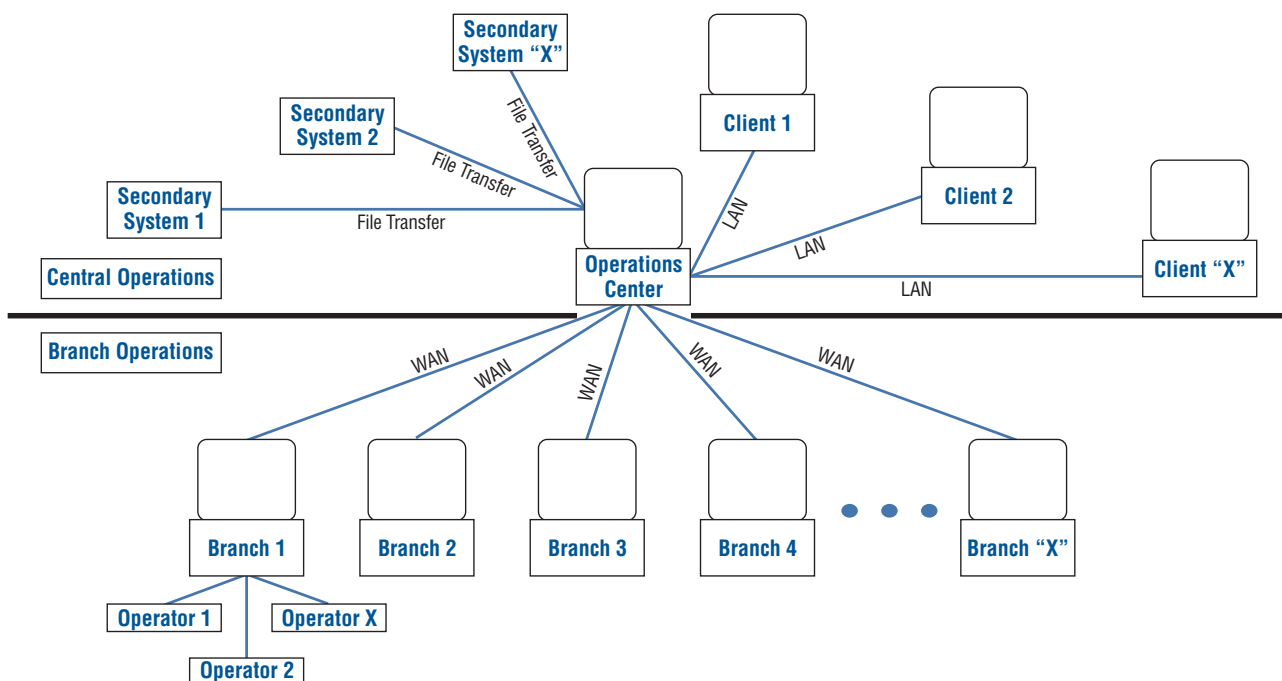 Secondary
System “X”
Client 1
Secondary
System 2
File Transfer
File Transfer
Client 2
Secondary
System 1
File Transfer
LAN
LAN
LAN
Client “X”
Operations
Center
Central Operations
Branch Operations
WAN
WAN
WAN
WAN
WAN
Branch 1
Branch 2
Branch 3
Branch 4
Branch “X”
Operator 1
Operator X
Operator 2